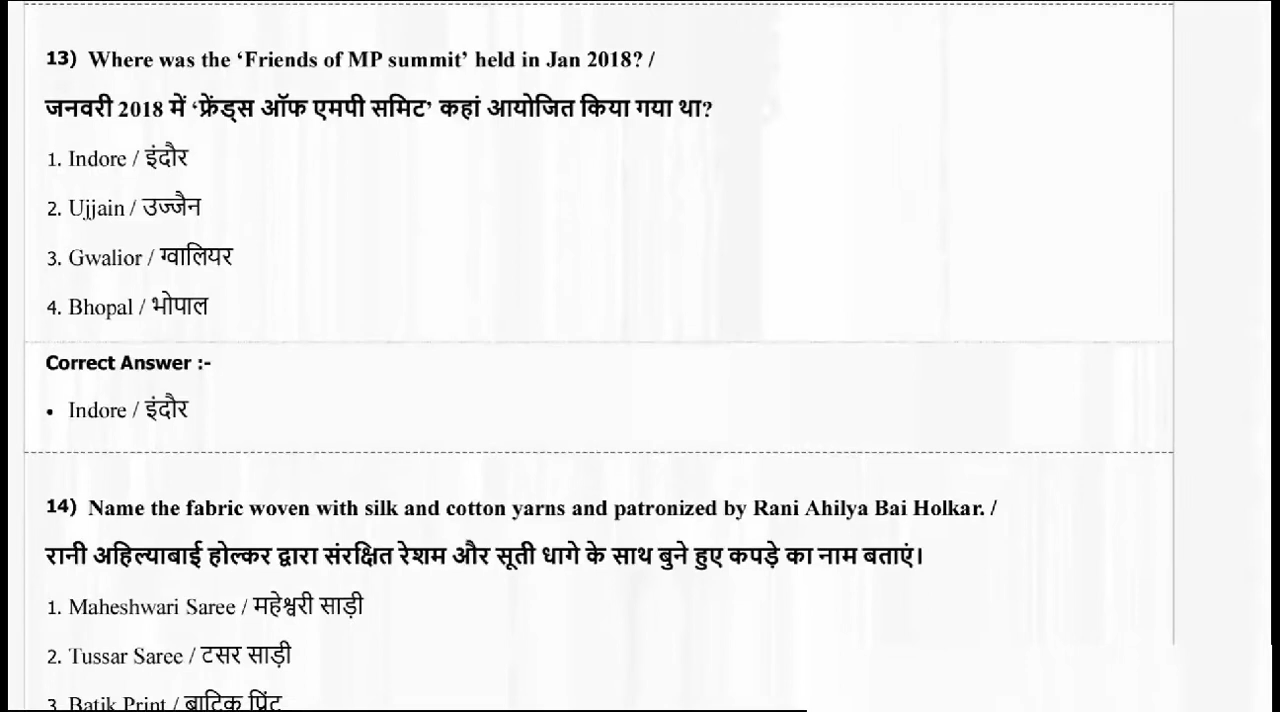 13) Where was the ‘Friends of MP summit’ held in Jan 2018? /
जनवरी 2018 में ‘फ्रेंड्स ऑफ एमपी समिट’ कहां आयोजित किया गया था?
1. Indore / इंदौर
2. Ujjain / उज्जैन
3. Gwalior / ग्वालियर
4. Bhopal / भोपाल
Correct Answer :-
• Indore / इंदौर
14) Name the fabric woven with silk and cotton yarns and patronized by Rani Ahilya Bai Holkar. /
रानी अहिल्याबाई होल्कर द्वारा संरक्षित रेशम और सूती धागे के साथ बुने हुए कपड़े का नाम बताएं।
1. Maheshwari Saree / महेश्वरी साड़ी
2. Tussar Saree / टसर साड़ी
3. Batik Print / बाटिक प्रिंट